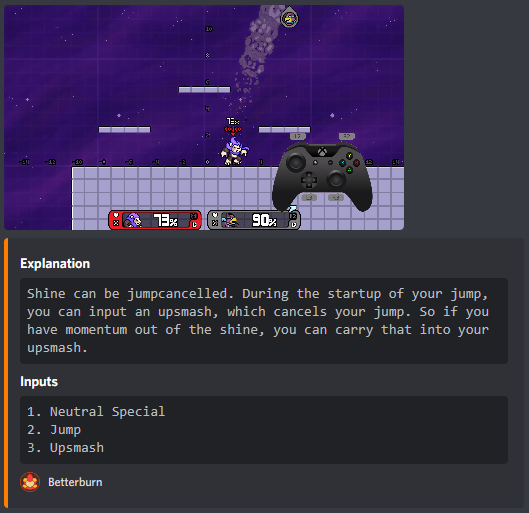 73%
73%
90%
Explanation
Shine can be jumpcancelled. During the startup of your jump,
you can input an upsmash, which cancels your jump. So if you
have momentum out of the shine, you can carry that into your
upsmash.
Inputs
1. Neutral Special
2. Jump
3. Upsmash
Betterburn